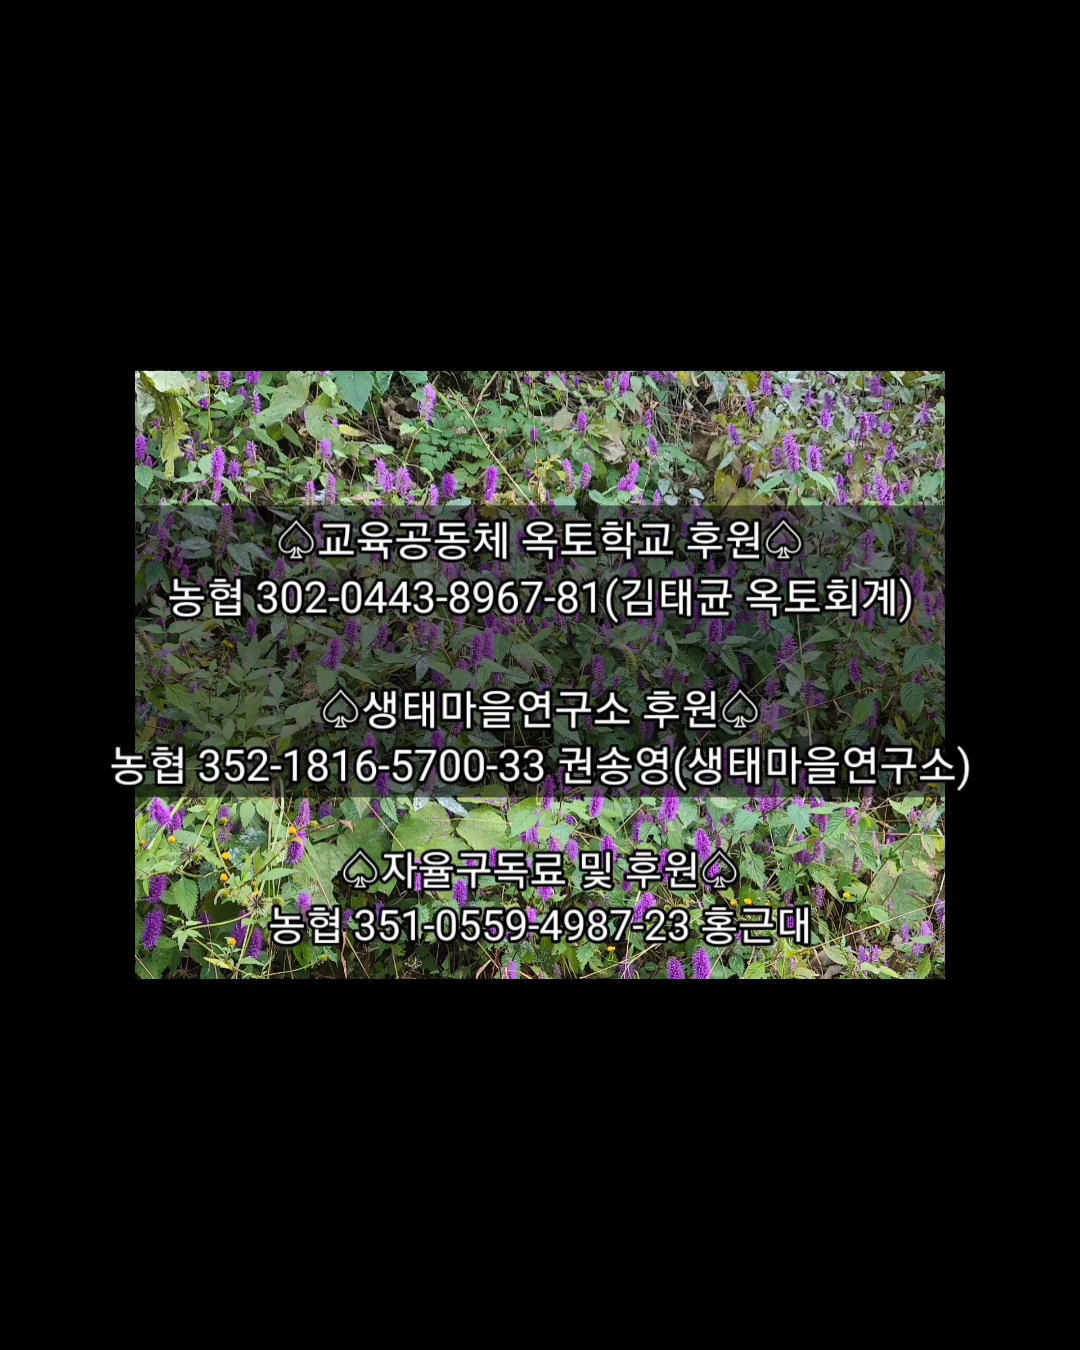 ♤교육공동체 옥토학교 후원♤
농협 302-0443-8967-81(김태균 옥토회계)
♤생태마을연구소 후원♤
농협 352-1816-5700-33 권송영(생태마을연구소)
♤자율구독료 및 후원♤
농협 351-0559-4987-23 홍근대